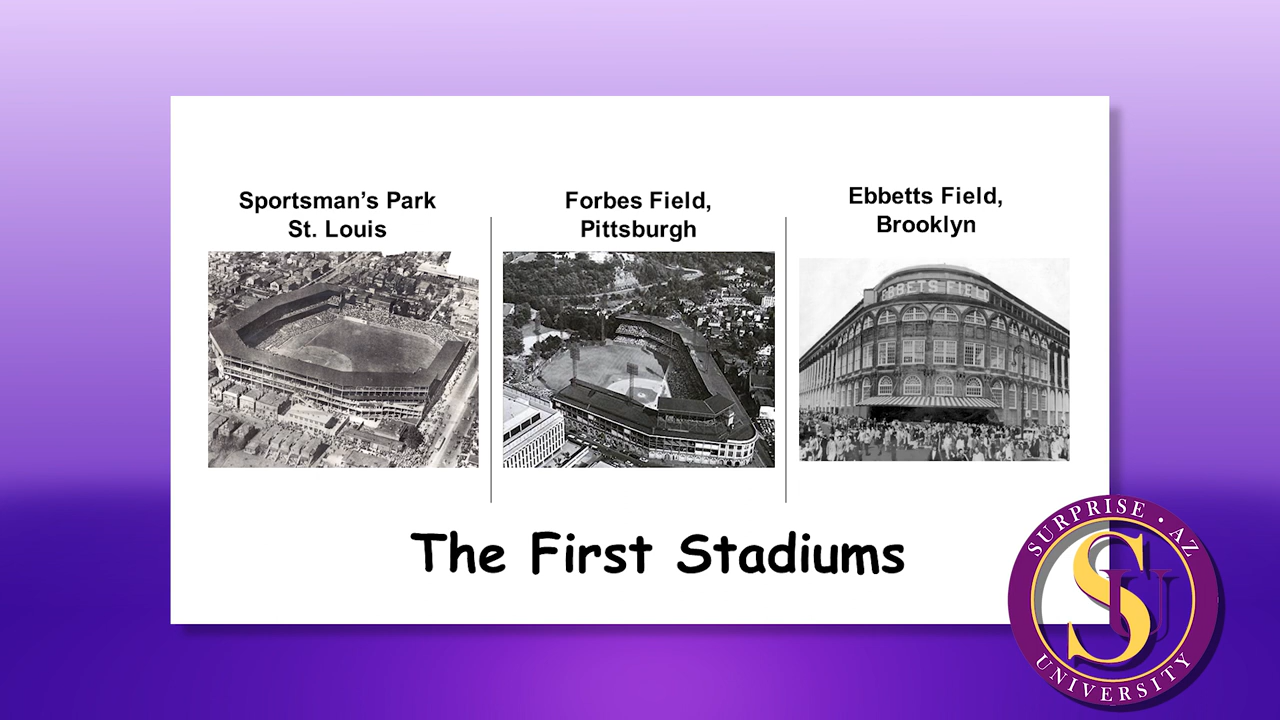 Sportsman's Park
St. Louis
Forbes Field,
Pittsburgh
Ebbetts Field,
Brooklyn
EBBETS FIELD
The First Stadiums
SURPRISE • AZ
SU
UNIVERSITY